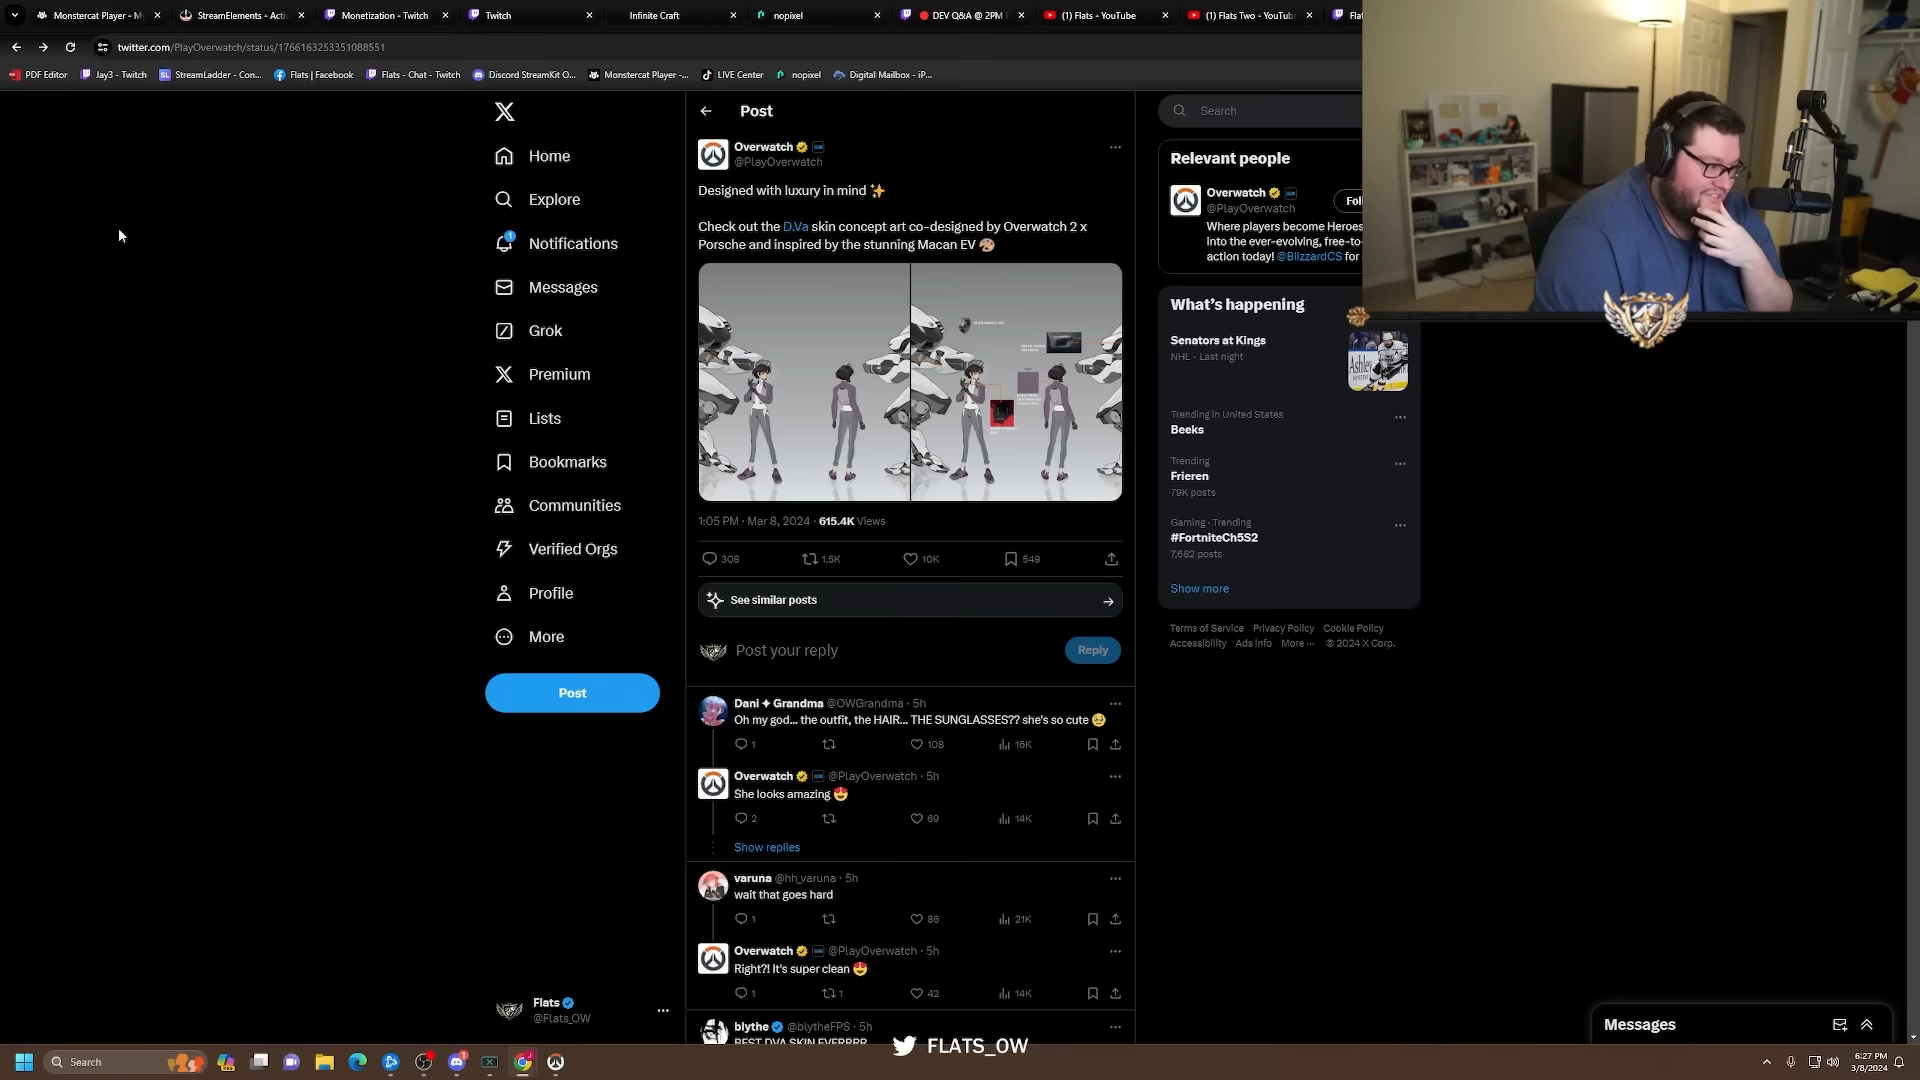 Monstercat Player - My
StreamElements - Activ
Monetization - Twitch
Twitch
Infinite Craft
nopixel
DEV Q&A @ 2PM
(1) Flats - YouTube
(1) Flats Two - YouTub
Flat
twitter.com/PlayOverwatch/status/1766163253351088551
PDF Editor
Jay3 - Twitch
StreamLadder - Con...
Flats | Facebook
Flats - Chat - Twitch
Discord StreamKit O...
Monstercat Player -...
LIVE Center
nopixel
Digital Mailbox - iP...
Home
Explore
1
Notifications
Messages
Grok
Premium
Lists
Bookmarks
Communities
Verified Orgs
Profile
More
Post
Flats
@Flats_OW
Post
Overwatch
@PlayOverwatch
Designed with luxury in mind ✨
Check out the D.Va skin concept art co-designed by Overwatch 2 x
Porsche and inspired by the stunning Macan EV 🎨
1:05 PM · Mar 8, 2024 · 615.4K Views
308
1.5K
10K
549
See similar posts
Post your reply
Reply
Dani ✦ Grandma @OWGrandma · 5h
Oh my god... the outfit, the HAIR... THE SUNGLASSES?? she's so cute 🥹
1
108
16K
Overwatch @PlayOverwatch · 5h
She looks amazing 😍
2
69
14K
Show replies
varuna @hh_varuna · 5h
wait that goes hard
1
86
21K
Overwatch @PlayOverwatch · 5h
Right?! It's super clean 😍
1
1
42
14K
blythe @blytheFPS · 5h
BEST DVA SKIN EVERRRR
FLATS_OW
Search
Relevant people
Overwatch
@PlayOverwatch
Where players become Heroes
Into the ever-evolving, free-to-
action today! @BlizzardCS for
Foll
What's happening
Senators at Kings
NHL · Last night
Ashley
Trending in United States
Beeks
Trending
Frieren
79K posts
Gaming · Trending
#FortniteCh5S2
7,682 posts
Show more
Terms of Service Privacy Policy Cookie Policy
Accessibility Ads info More ··· © 2024 X Corp.
Messages
Search
6:27 PM
3/8/2024